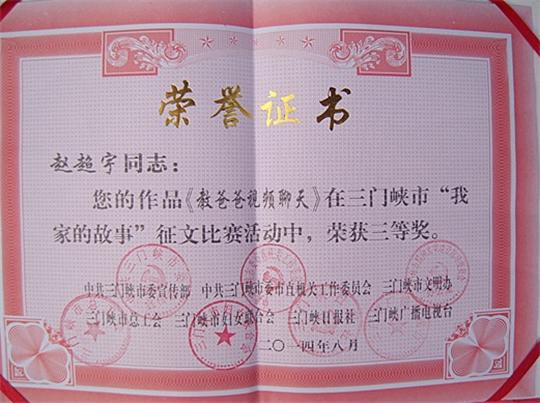 荣誉证书
赵超宇同志：
您的作品《教爸爸视频聊天》在三门峡市“我
家的故事”征文比赛活动中，荣获三等奖。
中共三门峡市委宣传部 中共三门峡市委市直机关工作委员会 三门峡市文明办
三门峡市总工会 三门峡市妇女联合会 三门峡日报社 三门峡广播电视台
二〇一四年八月